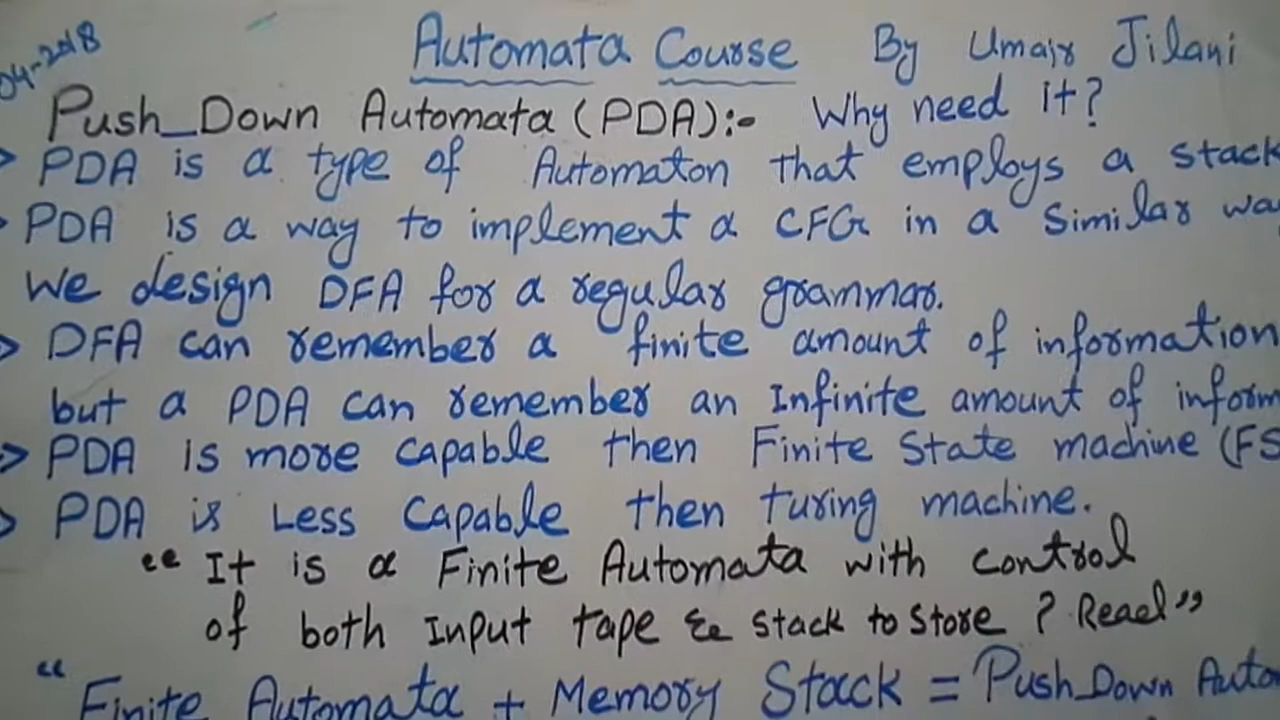 04-2018
Automata Course By Umair Jilani
Push_Down Automata (PDA):- Why need it?
> PDA is a type of Automaton that employs a stack
> PDA is a way to implement a CFG in a similar wa
we design DFA for a regular grammar.
> DFA can remember a finite amount of information
but a PDA can remember an Infinite amount of inform
=> PDA is more capable then Finite State machine (FS
> PDA is Less Capable then turing machine.
“ It is a Finite Automata with control
of both Input tape & stack to store ? Read”
“ Finite Automata + Memory Stack = Push_Down Auto